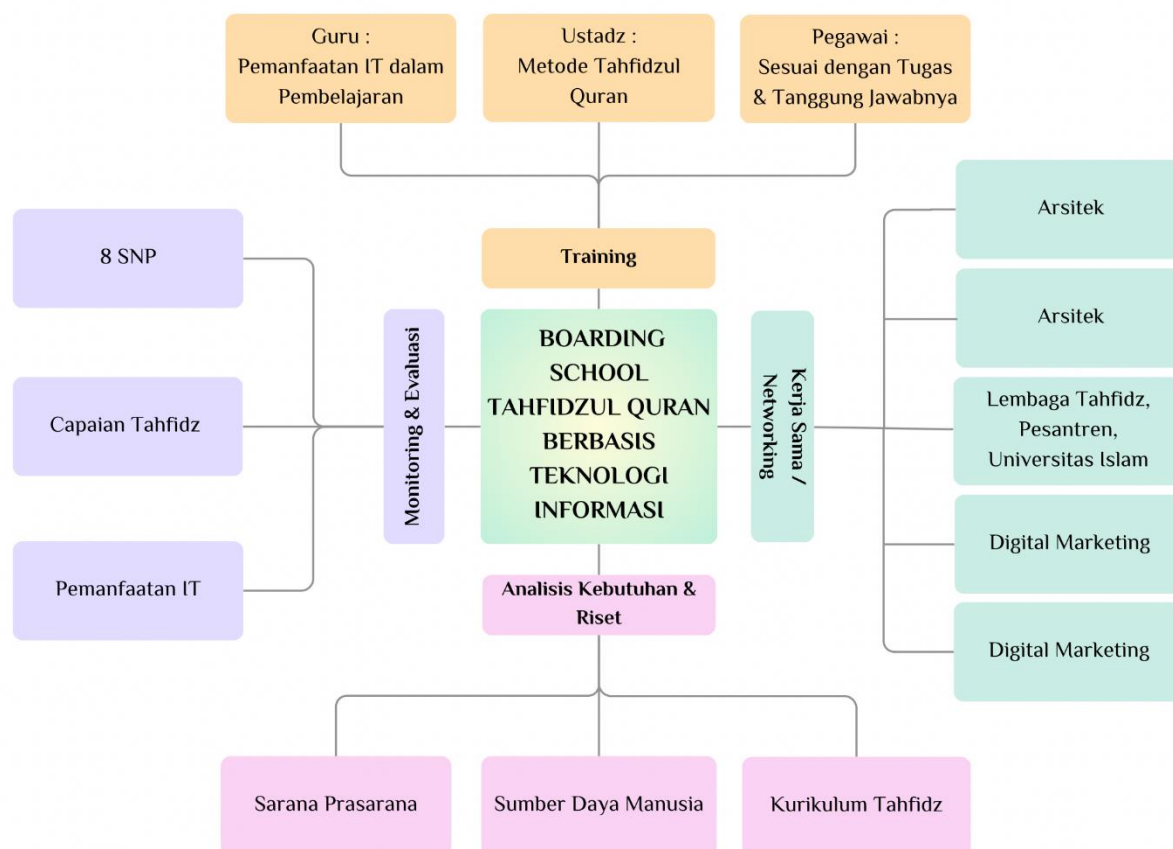 Guru :
Pemanfaatan IT dalam
Pembelajaran
Ustadz :
Metode Tahfidzul
Quran
Pegawai :
Sesuai dengan Tugas
& Tanggung Jawabnya
Training
8 SNP
Capaian Tahfidz
Pemanfaatan IT
Monitoring & Evaluasi
BOARDING
SCHOOL
TAHFIDZUL QURAN
BERBASIS
TEKNOLOGI
INFORMASI
Kerja Sama /
Networking
Arsitek
Arsitek
Lembaga Tahfidz,
Pesantren,
Universitas Islam
Digital Marketing
Digital Marketing
Analisis Kebutuhan &
Riset
Sarana Prasarana
Sumber Daya Manusia
Kurikulum Tahfidz